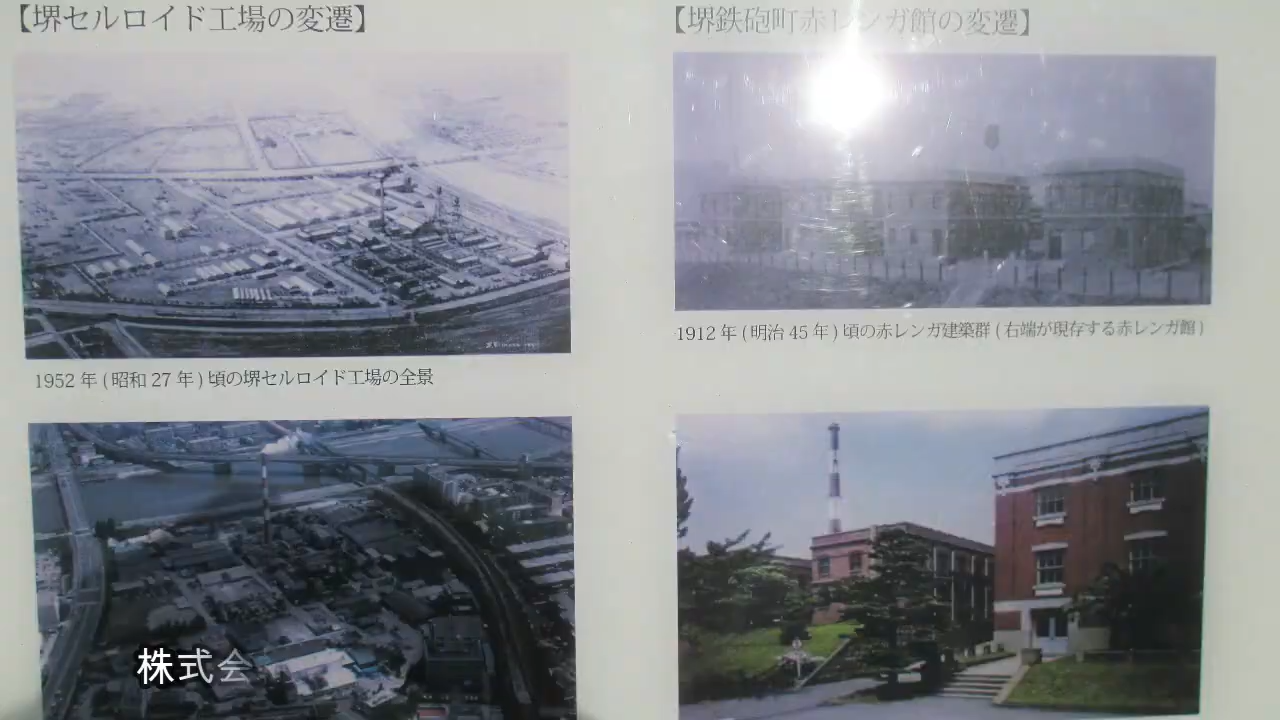 【堺セルロイド工場の変遷】
1952 年 ( 昭和 27 年 ) 頃の堺セルロイド工場の全景
【堺鉄砲町赤レンガ館の変遷】
1912 年 ( 明治 45 年 ) 頃の赤レンガ建築群 ( 右端が現存する赤レンガ館 )
株式会